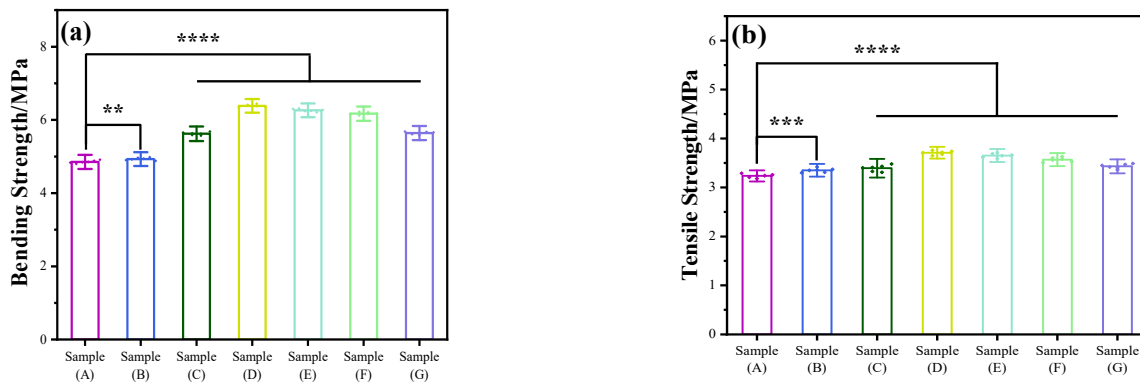 (a)
Bending Strength/MPa
8
6
4
2
0
****
**
Sample Sample Sample Sample Sample Sample Sample
(A) (B) (C) (D) (E) (F) (G)
(b)
Tensile Strength/MPa
6
5
4
3
2
1
0
****
***
Sample Sample Sample Sample Sample Sample Sample
(A) (B) (C) (D) (E) (F) (G)